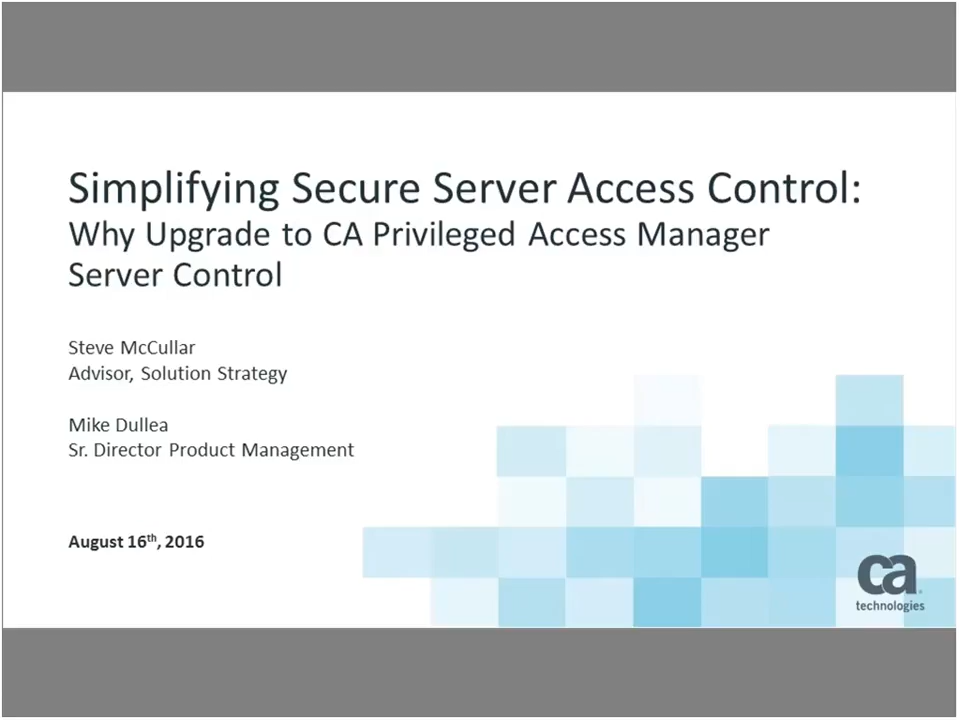 Simplifying Secure Server Access Control:
Why Upgrade to CA Privileged Access Manager
Server Control
Steve McCullar
Advisor, Solution Strategy
Mike Dullea
Sr. Director Product Management
August 16th, 2016
ca
technologies